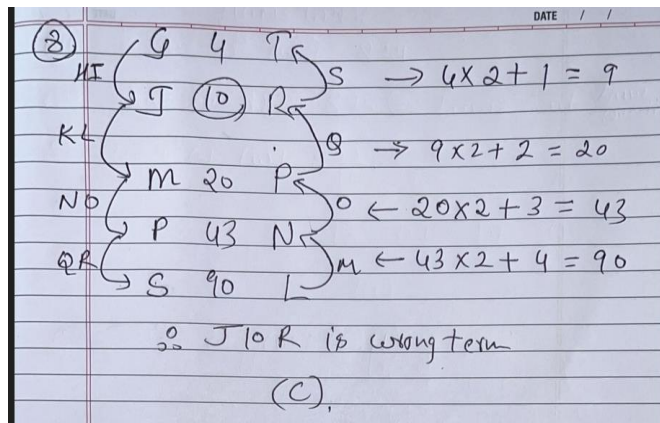 DATE / /
8 G 4 T
HI S → 4×2+1 = 9
J 10 R
KL Q → 9×2+2 = 20
M 20 P
NO O ← 20×2+3 = 43
P 43 N
QR M ← 43×2+4 = 90
S 90 L
∴ J10R is wrong term
(C).